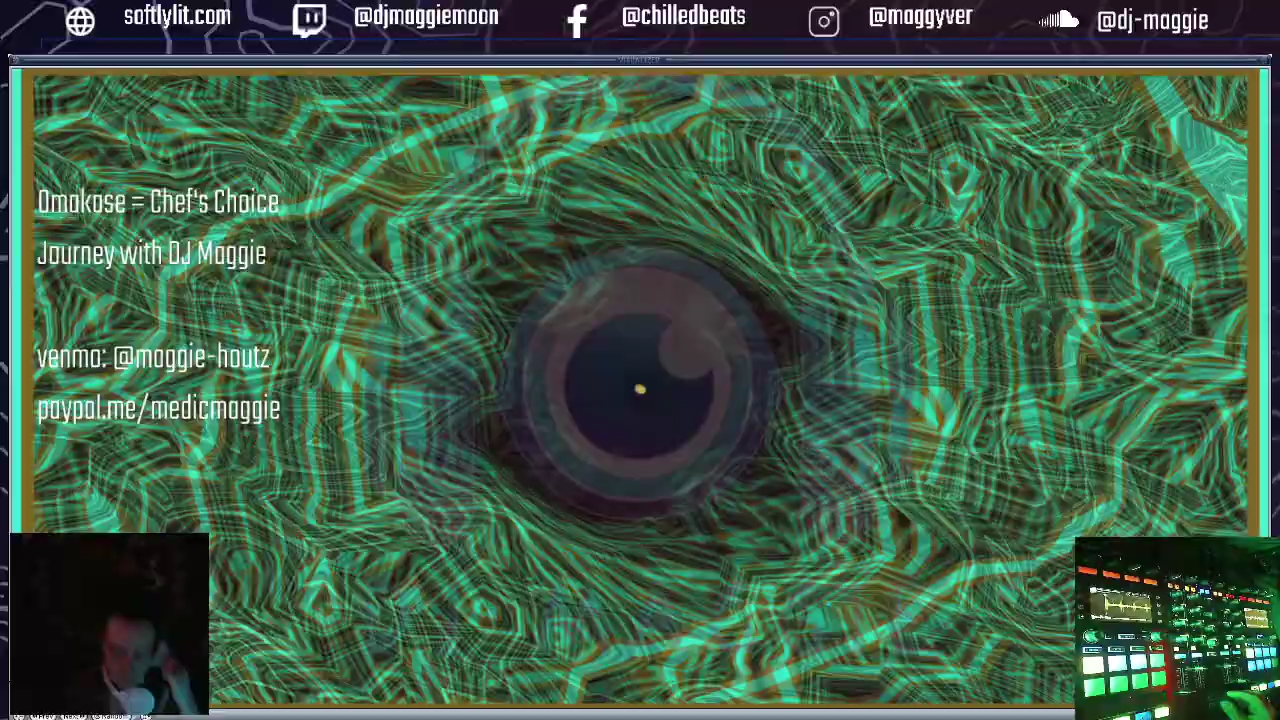 softlylit.com
@djmaggiemoon
@chilledbeats
@maggyver
@dj-maggie
Omakase = Chef's Choice
Journey with DJ Maggie
venmo: @maggie-houtz
paypal.me/medicmaggie